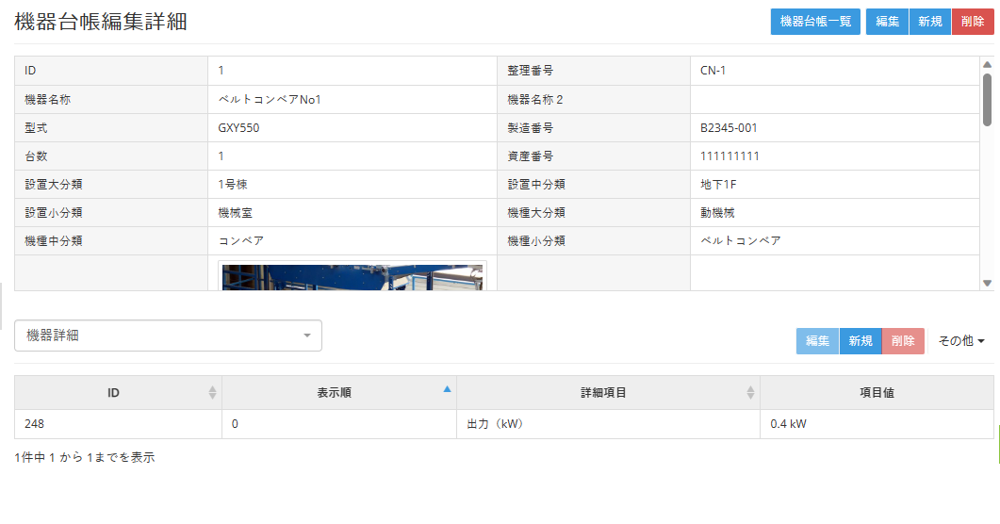 機器台帳編集詳細
機器台帳一覧 編集 新規 削除
ID 1 整理番号 CN-1
機器名称 ベルトコンベアNo1 機器名称２
型式 GXY550 製造番号 B2345-001
台数 1 資産番号 111111111
設置大分類 1号棟 設置中分類 地下1F
設置小分類 機械室 機種大分類 動機械
機種中分類 コンベア 機種小分類 ベルトコンベア
機器詳細
編集 新規 削除 その他
ID 表示順 詳細項目 項目値
248 0 出力（kW） 0.4 kW
1件中 1 から 1までを表示